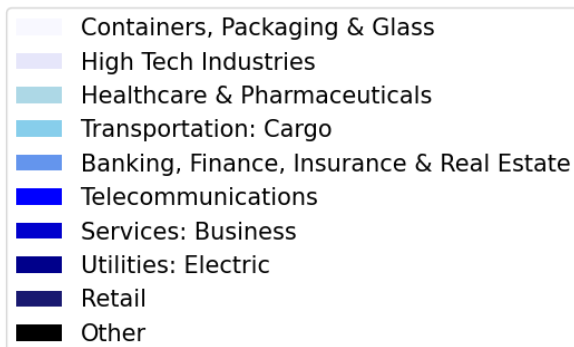 Containers, Packaging & Glass
High Tech Industries
Healthcare & Pharmaceuticals
Transportation: Cargo
Banking, Finance, Insurance & Real Estate
Telecommunications
Services: Business
Utilities: Electric
Retail
Other